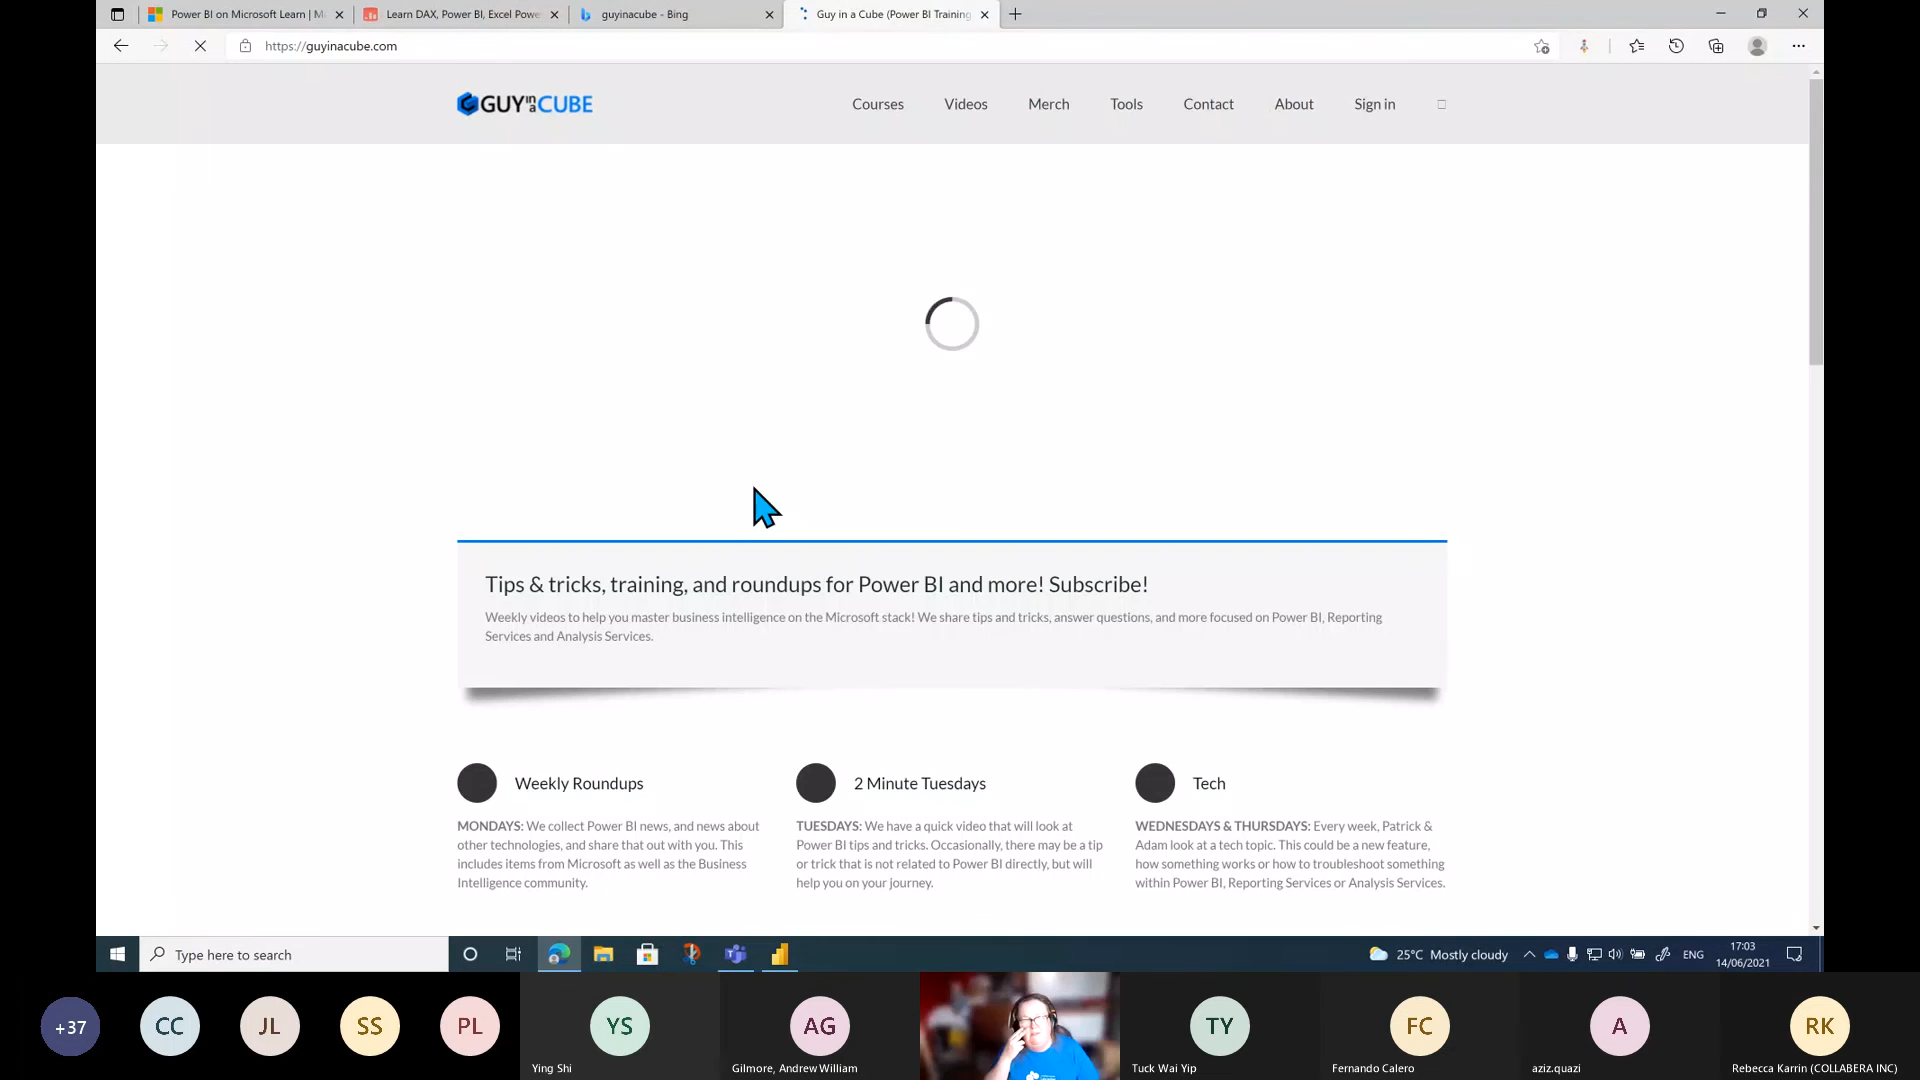 Power BI on Microsoft Learn | M
Learn DAX, Power BI, Excel Powe
guyinacube - Bing
Guy in a Cube (Power BI Training
https://guyinacube.com
GUY in a CUBE
Courses
Videos
Merch
Tools
Contact
About
Sign in
Tips & tricks, training, and roundups for Power BI and more! Subscribe!
Weekly videos to help you master business intelligence on the Microsoft stack! We share tips and tricks, answer questions, and more focused on Power BI, Reporting
Services and Analysis Services.
Weekly Roundups
MONDAYS: We collect Power BI news, and news about
other technologies, and share that out with you. This
includes items from Microsoft as well as the Business
Intelligence community.
2 Minute Tuesdays
TUESDAYS: We have a quick video that will look at
Power BI tips and tricks. Occasionally, there may be a tip
or trick that is not related to Power BI directly, but will
help you on your journey.
Tech
WEDNESDAYS & THURSDAYS: Every week, Patrick &
Adam look at a tech topic. This could be a new feature,
how something works or how to troubleshoot something
within Power BI, Reporting Services or Analysis Services.
Type here to search
25°C Mostly cloudy
ENG
17:03
14/06/2021
+37
CC
JL
SS
PL
YS
Ying Shi
AG
Gilmore, Andrew William
TY
Tuck Wai Yip
FC
Fernando Calero
A
aziz.quazi
RK
Rebecca Karrin (COLLABERA INC)